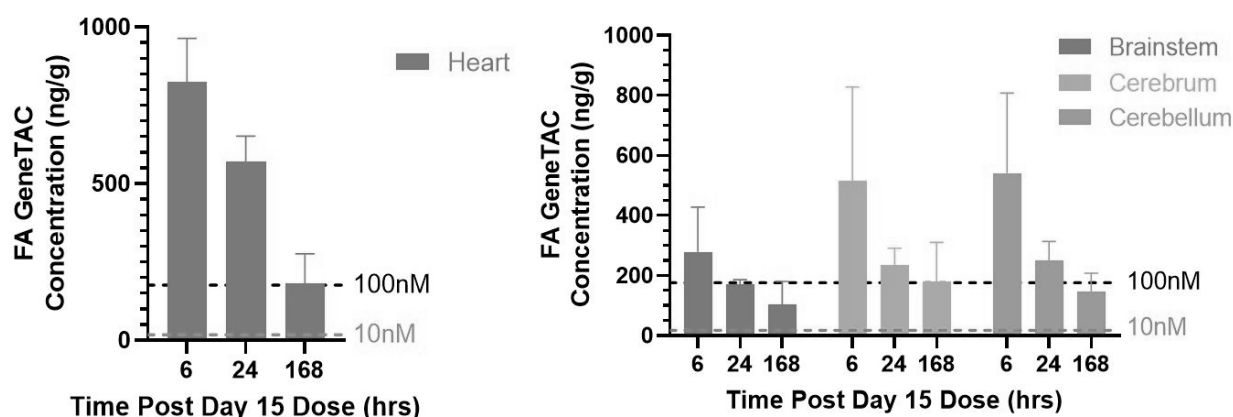 1000
500
0
FA GeneTAC
Concentration (ng/g)
Heart
100nM
10nM
6 24 168
Time Post Day 15 Dose (hrs)
1000
800
600
400
200
0
FA GeneTAC
Concentration (ng/g)
Brainstem
Cerebrum
Cerebellum
100nM
10nM
6 24 168 6 24 168 6 24 168
Time Post Day 15 Dose (hrs)